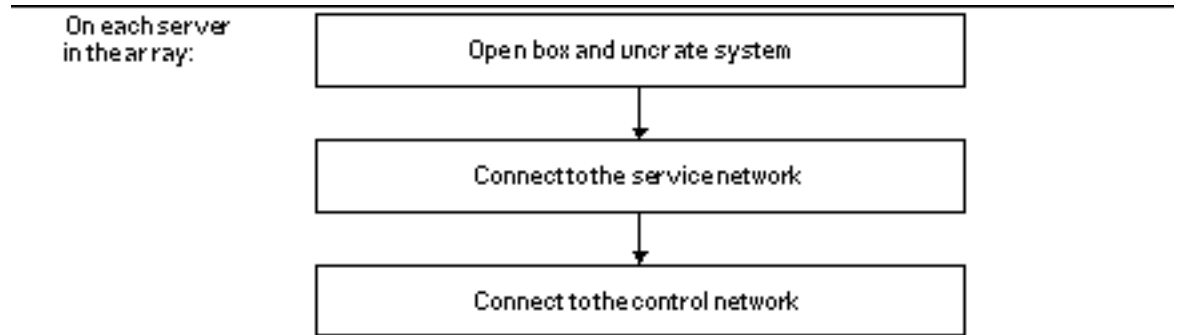 On each server
in the array:
Open box and uncrate system
Connect to the service network
Connect to the control network